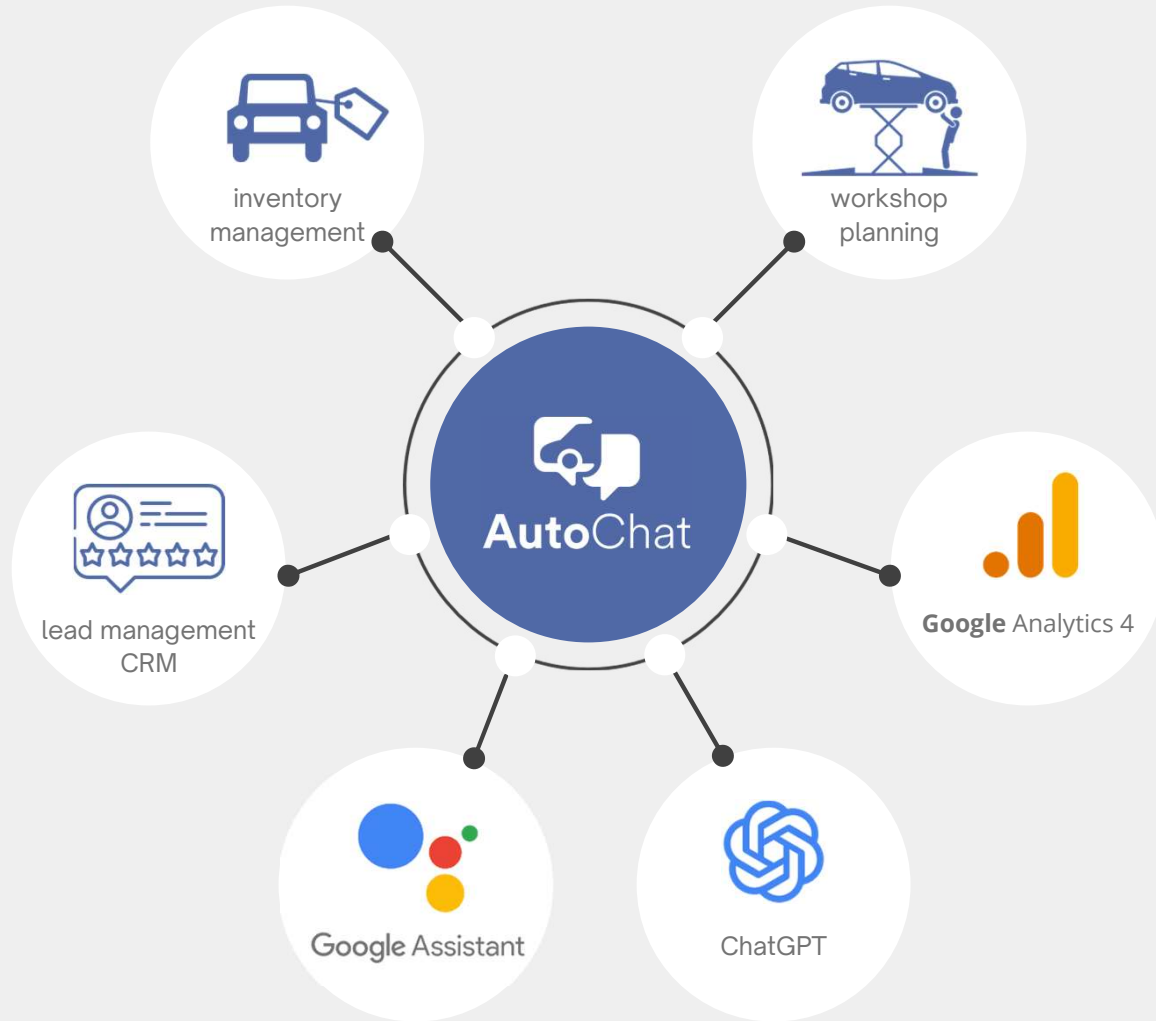 inventory
management
workshop
planning
AutoChat
lead management
CRM
Google Analytics 4
Google Assistant
ChatGPT